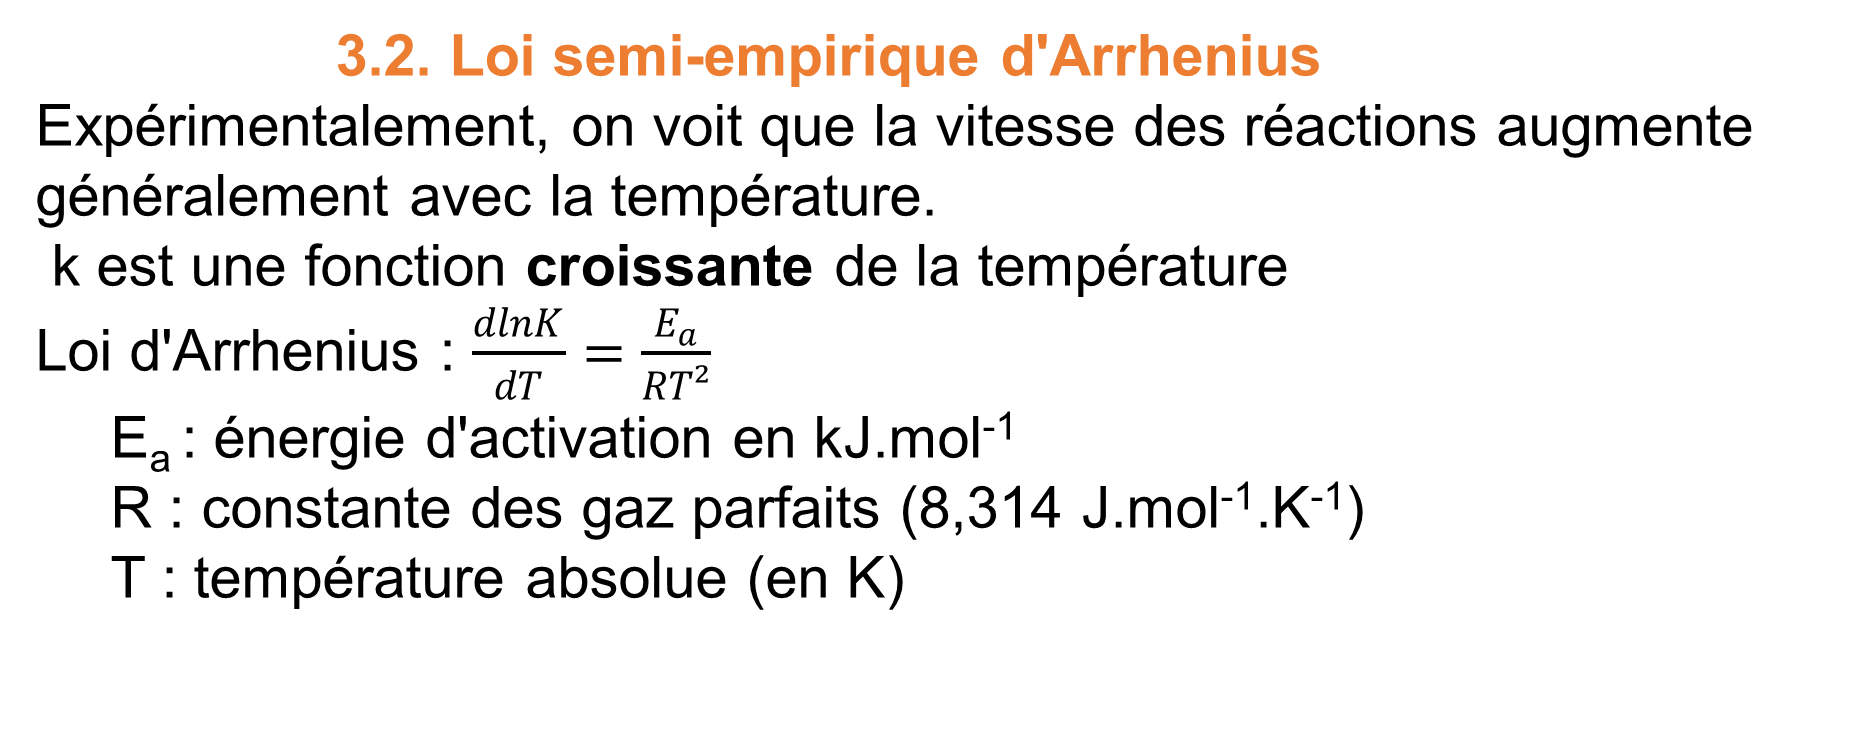 3.2. Loi semi-empirique d'Arrhenius
Expérimentalement, on voit que la vitesse des réactions augmente
généralement avec la température.
k est une fonction croissante de la température
Loi d'Arrhenius : dlnK/dT = Eₐ/RT²
Eₐ : énergie d'activation en kJ.mol⁻¹
R : constante des gaz parfaits (8,314 J.mol⁻¹.K⁻¹)
T : température absolue (en K)